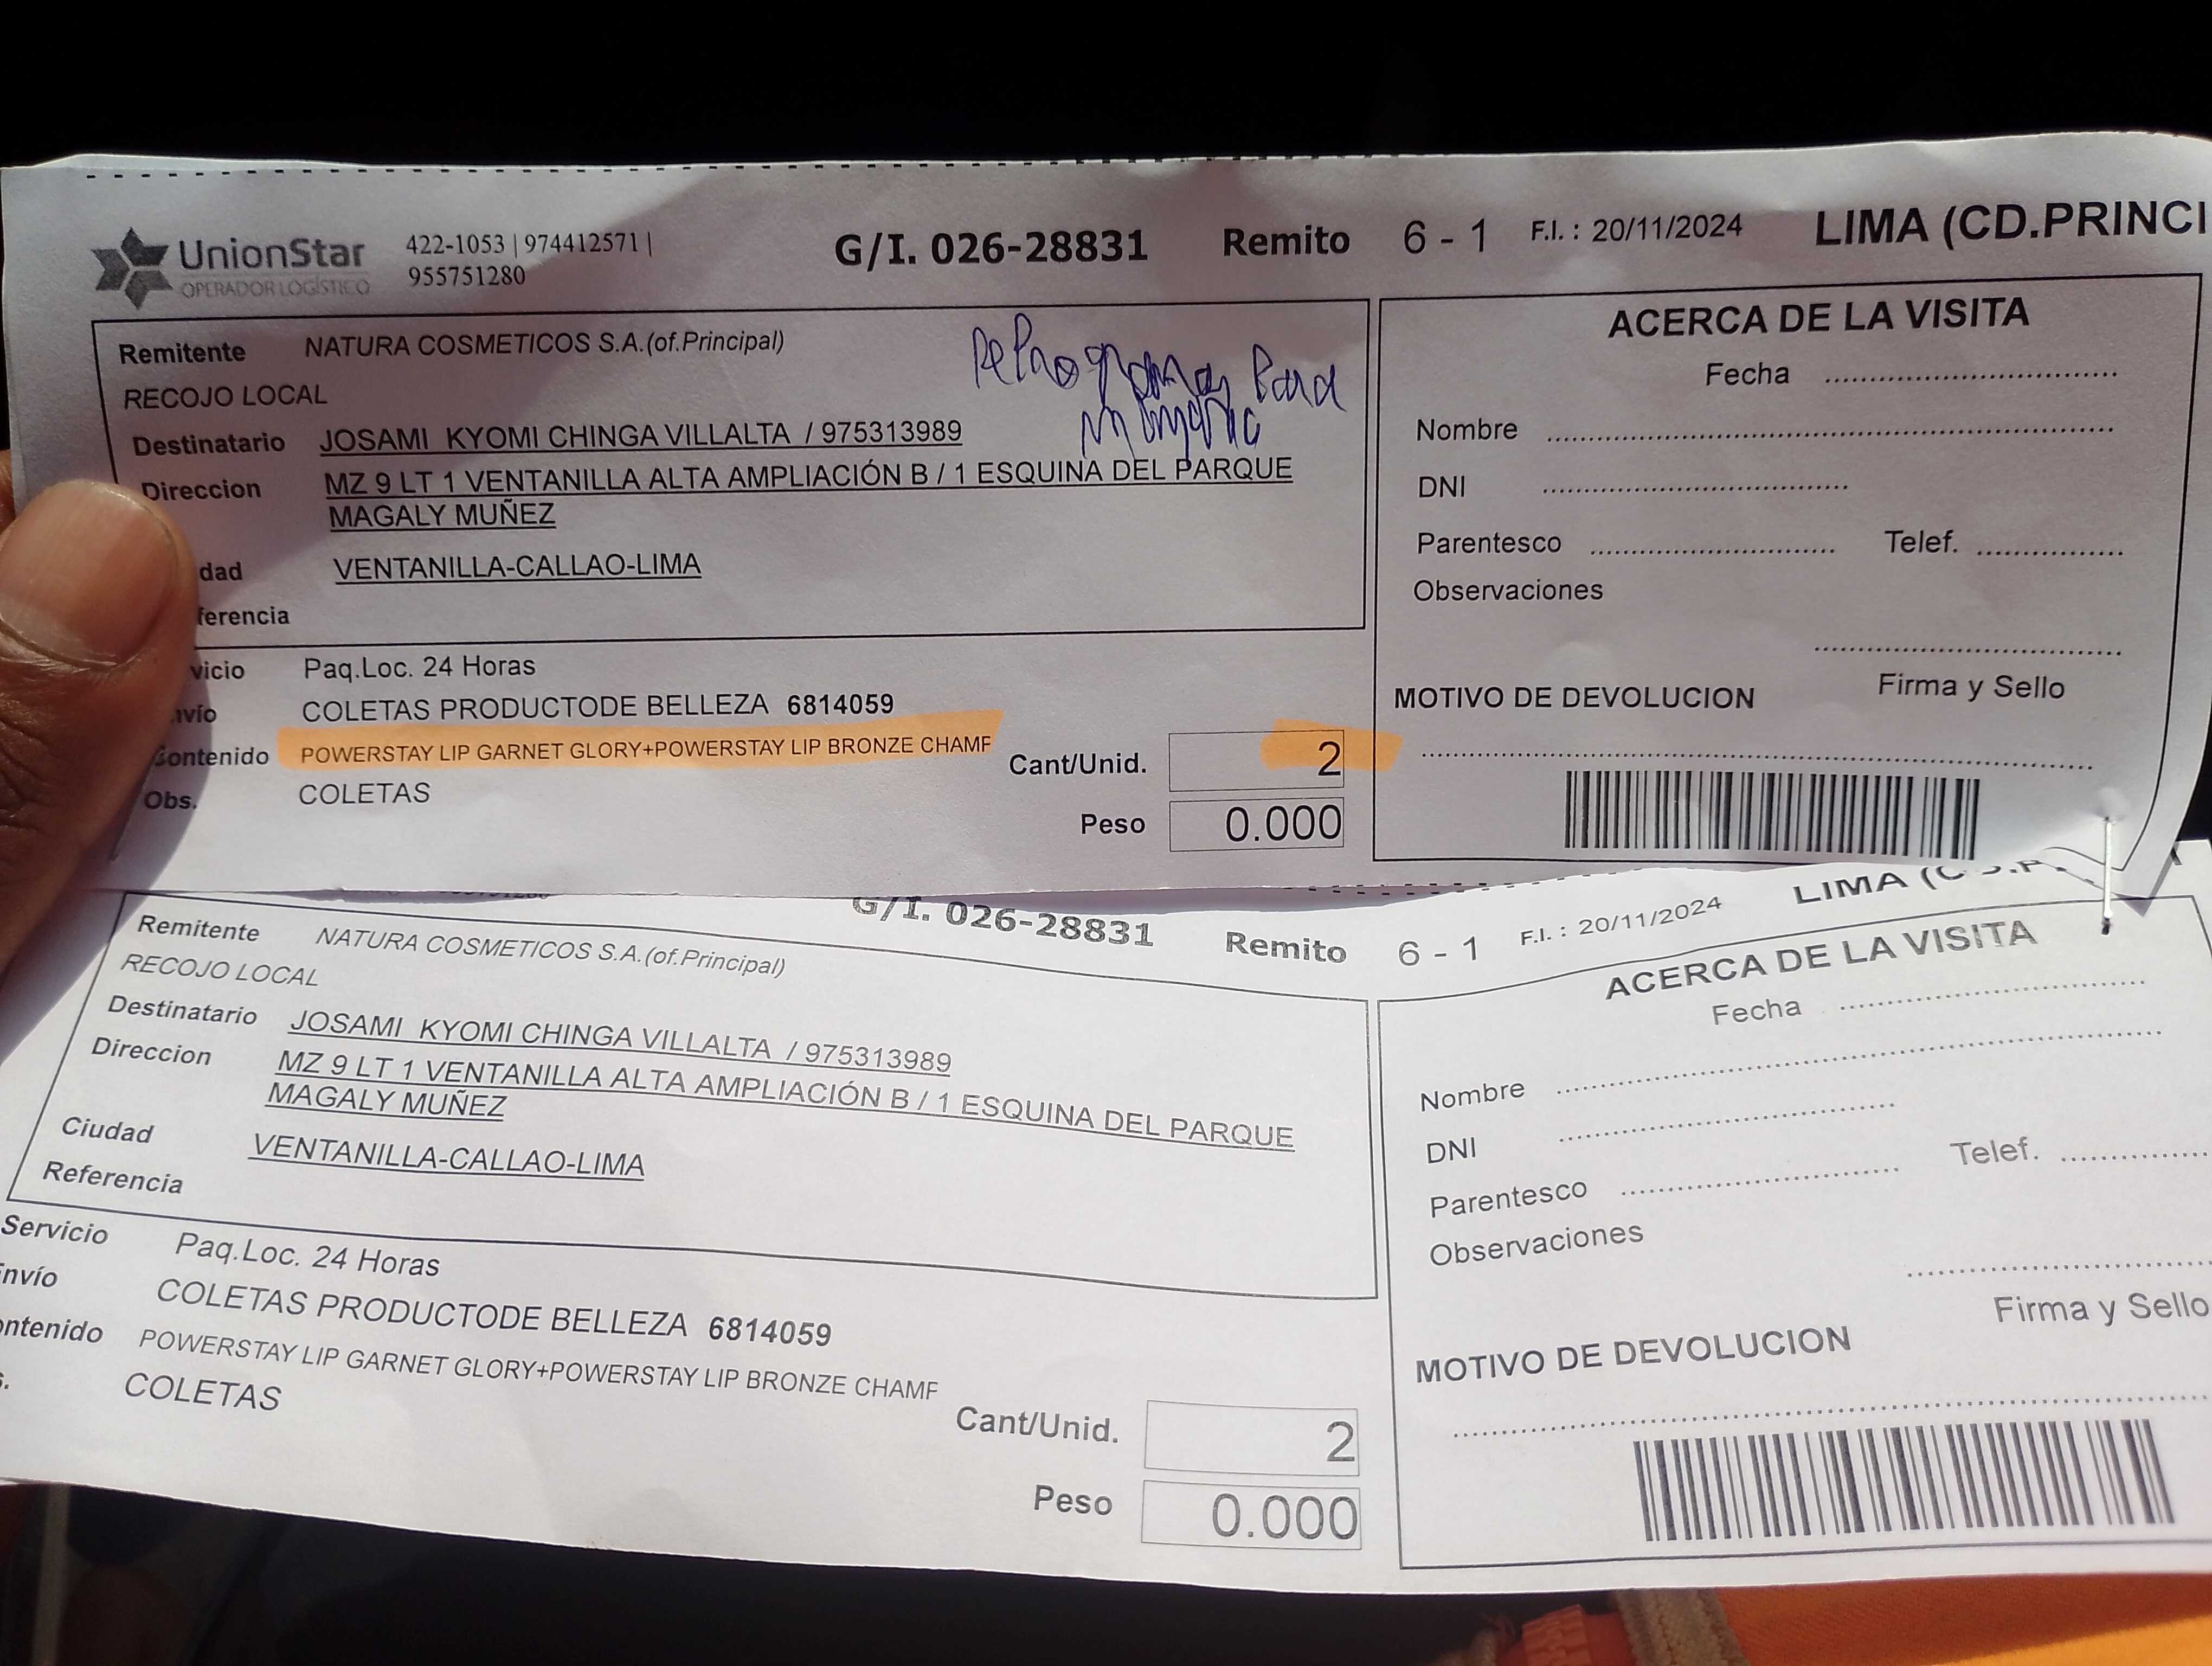 UnionStar
OPERADOR LOGÍSTICO
422-1053 | 974412571 |
955751280
G/I. 026-28831 Remito 6 - 1 F.I. : 20/11/2024 LIMA (CD.PRINCI
Remitente NATURA COSMETICOS S.A.(of.Principal)
RECOJO LOCAL
Destinatario JOSAMI KYOMI CHINGA VILLALTA / 975313989
Direccion MZ 9 LT 1 VENTANILLA ALTA AMPLIACIÓN B / 1 ESQUINA DEL PARQUE
MAGALY MUÑEZ
dad VENTANILLA-CALLAO-LIMA
ferencia
Para
vicio Paq.Loc. 24 Horas
nvío COLETAS PRODUCTODE BELLEZA 6814059
ontenido POWERSTAY LIP GARNET GLORY+POWERSTAY LIP BRONZE CHAMF
Obs. COLETAS
Cant/Unid. 2
Peso 0.000
ACERCA DE LA VISITA
Fecha
Nombre
DNI
Parentesco Telef.
Observaciones
Firma y Sello
MOTIVO DE DEVOLUCION
G/I. 026-28831 Remito 6 - 1 F.I. : 20/11/2024 LIMA
Remitente NATURA COSMETICOS S.A.(of.Principal)
RECOJO LOCAL
Destinatario JOSAMI KYOMI CHINGA VILLALTA / 975313989
Direccion MZ 9 LT 1 VENTANILLA ALTA AMPLIACIÓN B / 1 ESQUINA DEL PARQUE
MAGALY MUÑEZ
Ciudad VENTANILLA-CALLAO-LIMA
Referencia
Servicio Paq.Loc. 24 Horas
nvío COLETAS PRODUCTODE BELLEZA 6814059
ontenido POWERSTAY LIP GARNET GLORY+POWERSTAY LIP BRONZE CHAMF
s. COLETAS
Cant/Unid. 2
Peso 0.000
ACERCA DE LA VISITA
Fecha
Nombre
DNI
Parentesco Telef.
Observaciones
Firma y Sello
MOTIVO DE DEVOLUCION